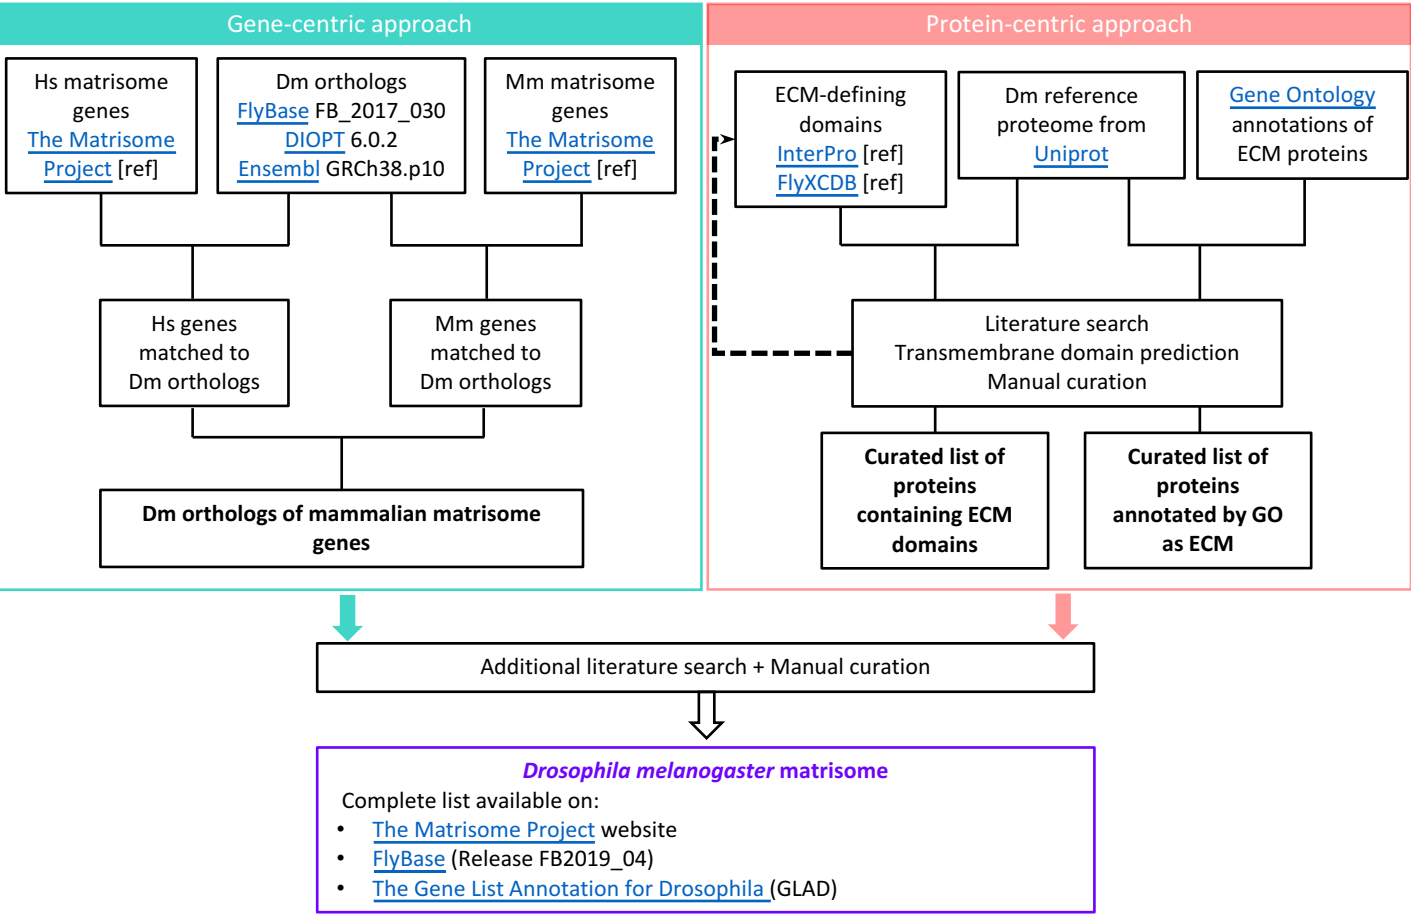 Gene-centric approach
Protein-centric approach
Hs matrisome
genes
The Matrisome
Project [ref]
Dm orthologs
FlyBase FB_2017_030
DIOPT 6.0.2
Ensembl GRCh38.p10
Mm matrisome
genes
The Matrisome
Project [ref]
ECM-defining
domains
InterPro [ref]
FlyXCDB [ref]
Dm reference
proteome from
Uniprot
Gene Ontology
annotations of
ECM proteins
Hs genes
matched to
Dm orthologs
Mm genes
matched to
Dm orthologs
Literature search
Transmembrane domain prediction
Manual curation
Dm orthologs of mammalian matrisome
genes
Curated list of
proteins
containing ECM
domains
Curated list of
proteins
annotated by GO
as ECM
Additional literature search + Manual curation
Drosophila melanogaster matrisome
Complete list available on:
• The Matrisome Project website
• FlyBase (Release FB2019_04)
• The Gene List Annotation for Drosophila (GLAD)